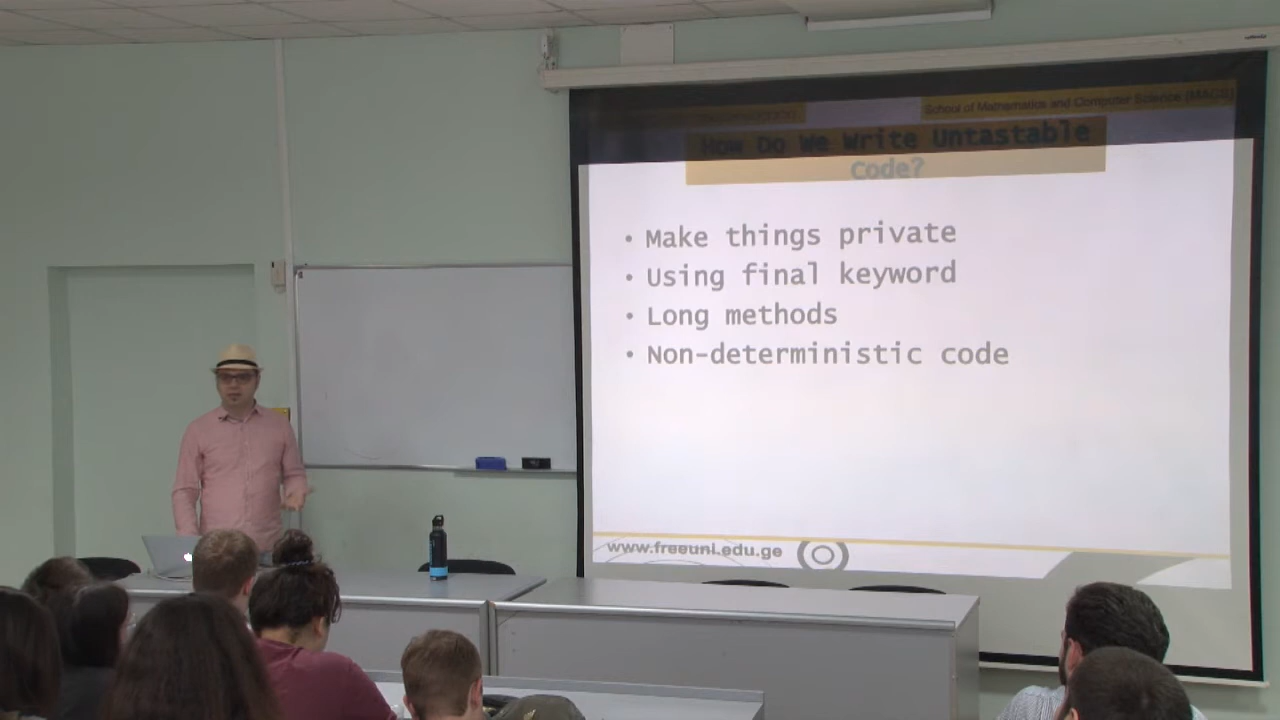 School of Mathematics and Computer Science (MACS)
How Do We Write Untastable
Code?
• Make things private
• Using final keyword
• Long methods
• Non-deterministic code
www.freeuni.edu.ge